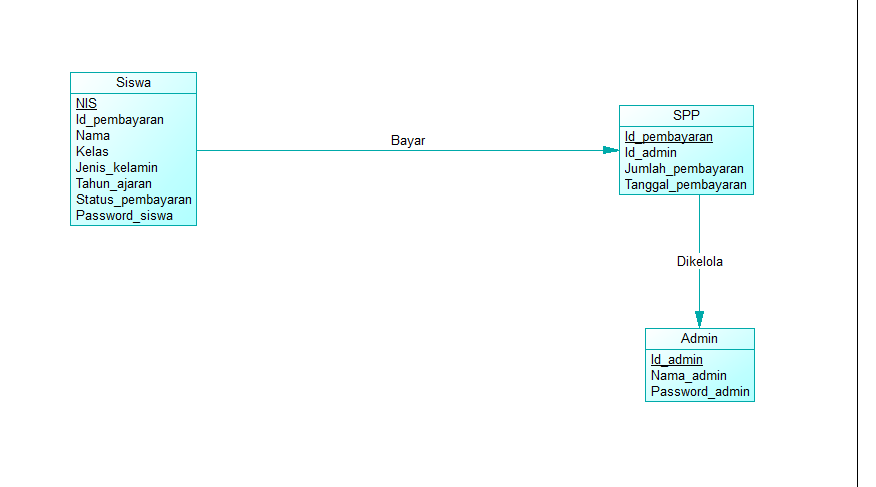 Siswa
NIS
Id_pembayaran
Nama
Kelas
Jenis_kelamin
Tahun_ajaran
Status_pembayaran
Password_siswa
Bayar
SPP
Id_pembayaran
Id_admin
Jumlah_pembayaran
Tanggal_pembayaran
Dikelola
Admin
Id_admin
Nama_admin
Password_admin